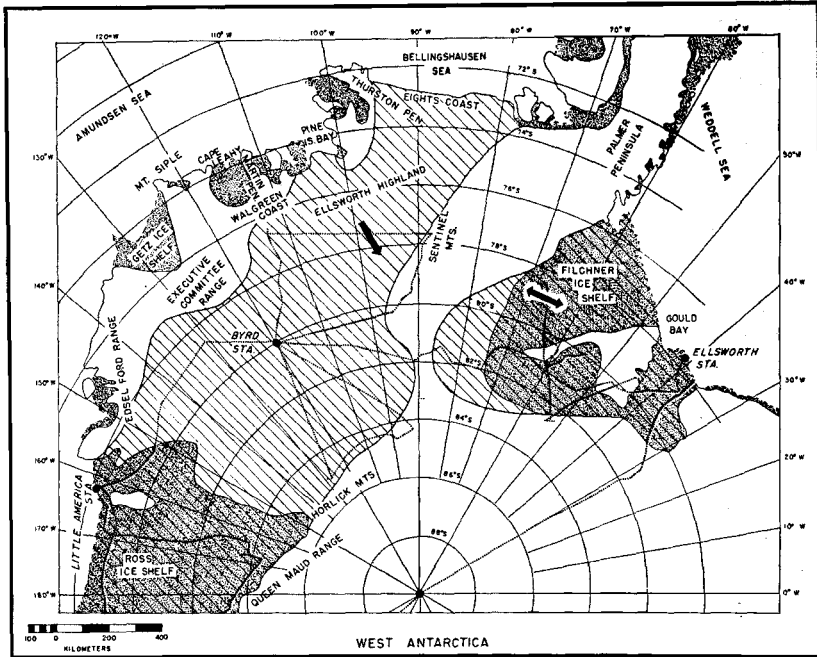 120° W
110° W
100° W
90° W
80° W
70° W
60° W
BELLINGSHAUSEN
SEA
72° S
AMUNDSEN SEA
THURSTON PEN.
EIGHTS COAST
74° S
WEDDELL SEA
PALMER
PENINSULA
130° W
MT. SIPLE
CAPE
LEAHY
MARTIN
PEN.
PINE
IS. BAY
WALGREEN
COAST
ELLSWORTH HIGHLAND
76° S
50° W
GETZ ICE
SHELF
SENTINEL
MTS.
78° S
EXECUTIVE
COMMITTEE
RANGE
FILCHNER
ICE
SHELF
40° W
140° W
80° S
GOULD
BAY
BYRD
STA.
82° S
ELLSWORTH
STA.
EDSEL FORD RANGE
150° W
30° W
84° S
160° W
20° W
LITTLE AMERICA
STA.
HORLICK MTS.
86° S
170° W
QUEEN MAUD RANGE
88° S
10° W
ROSS
ICE SHELF
180° W
0° W
100 0 200 400
KILOMETERS
WEST ANTARCTICA